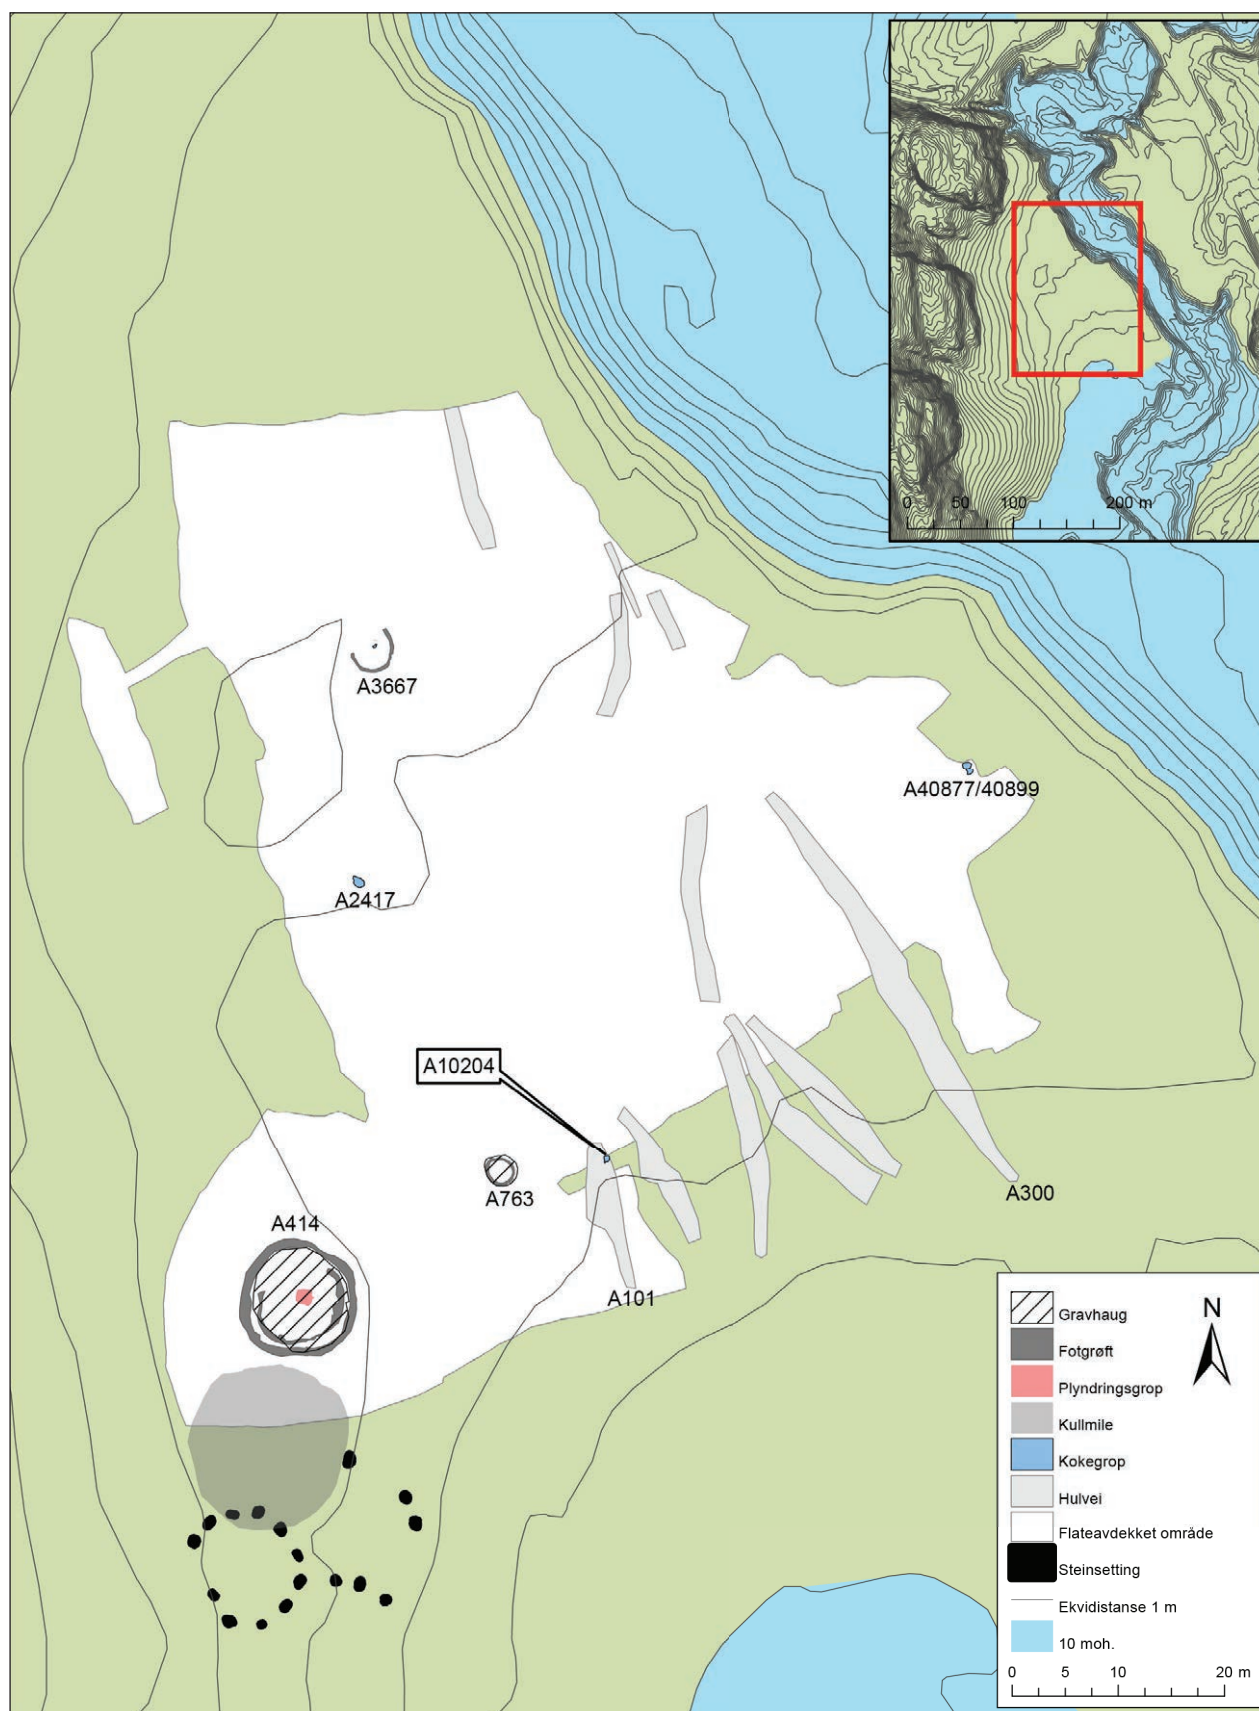 0 50 100 200 m
A3667
A40877/40899
A2417
A10204
A763
A300
A414
A101
N
Gravhaug
Fotgrøft
Plyndringsgrop
Kullmile
Kokegrop
Hulvei
Flateavdekket område
Steinsetting
Ekvidistanse 1 m
10 moh.
0 5 10 20 m